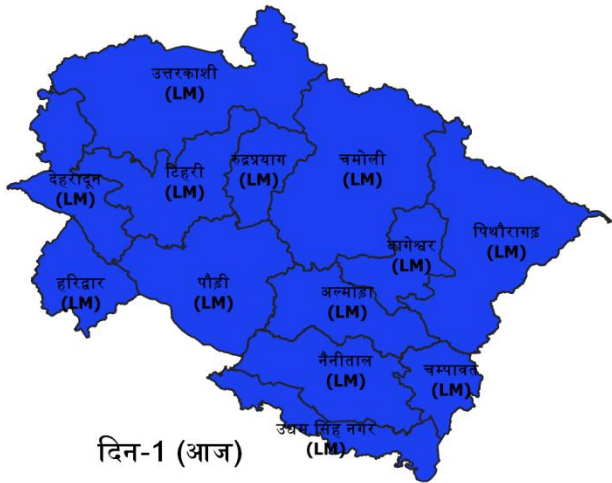 उत्तरकाशी
(LM)
टिहरी
(LM)
रुद्रप्रयाग
(LM)
चमोली
(LM)
देहरादून
(LM)
पिथौरागढ़
(LM)
बागेश्वर
(LM)
हरिद्वार
(LM)
पौड़ी
(LM)
अल्मोड़ा
(LM)
नैनीताल
(LM)
चम्पावत
(LM)
उधम सिंह नगर
(LM)
दिन-1 (आज)